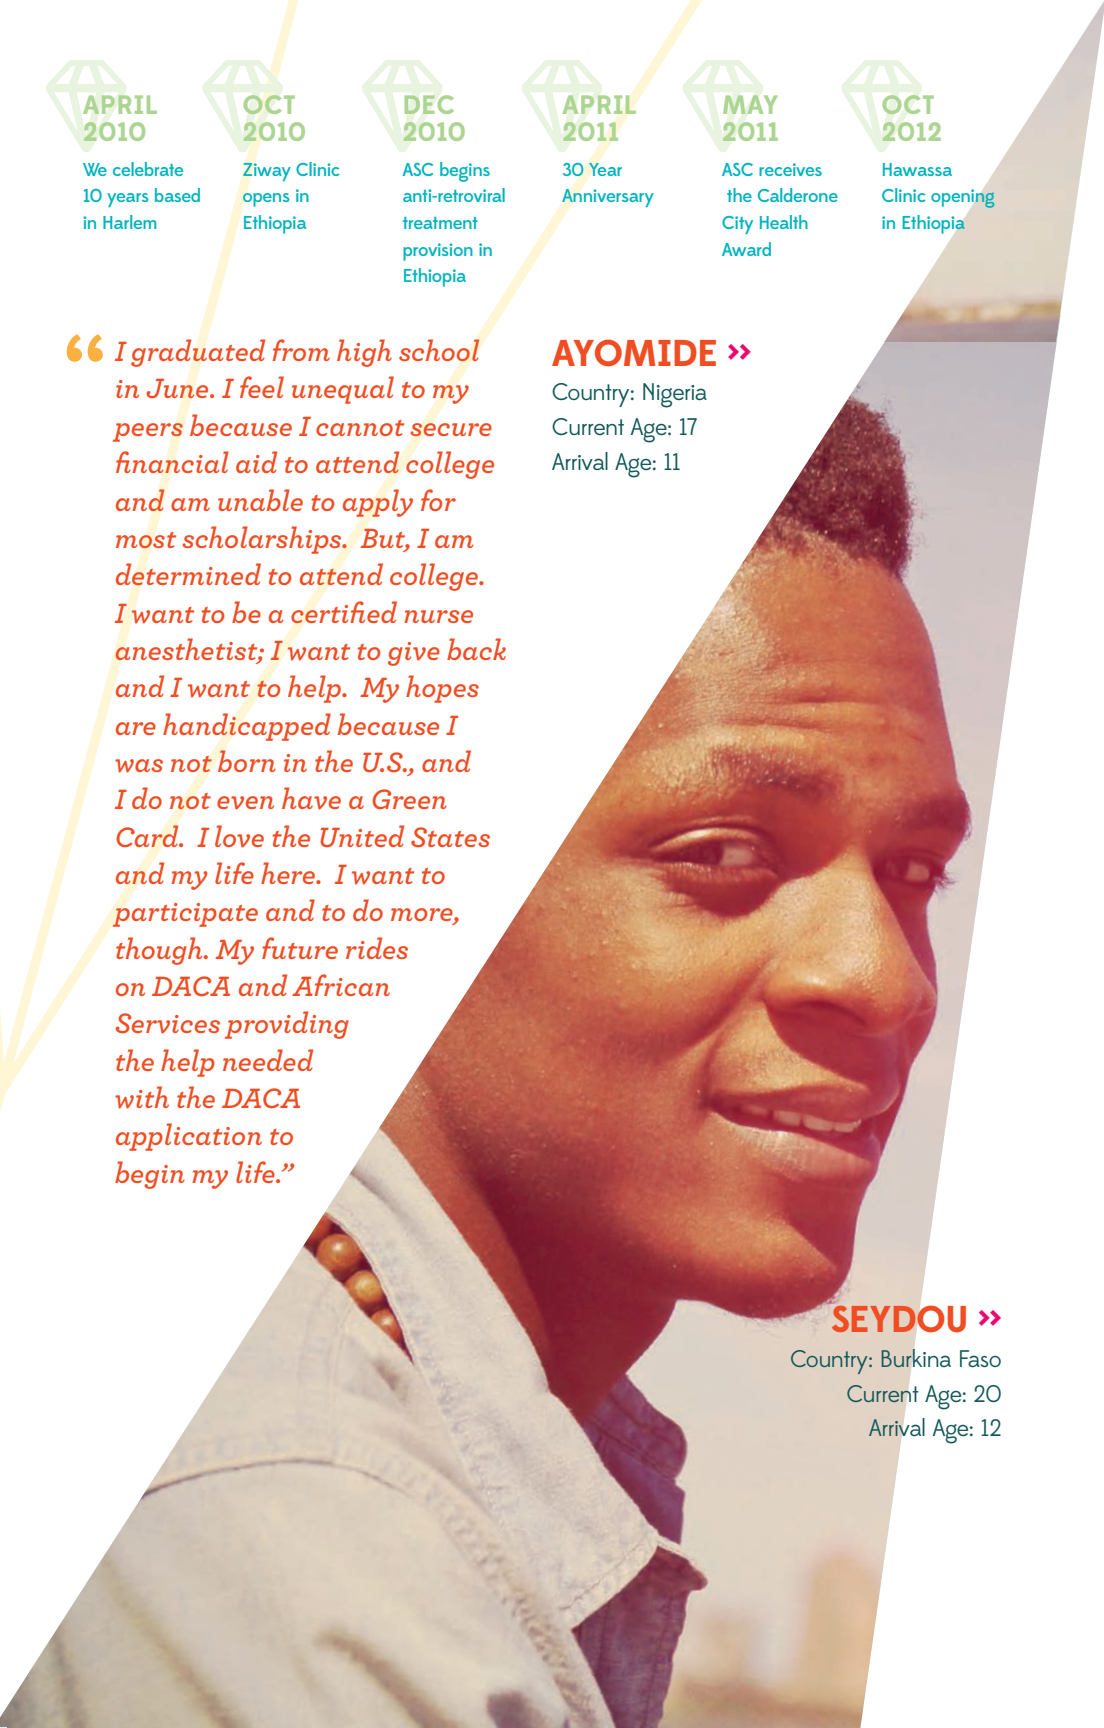 APRIL
2010
We celebrate
10 years based
in Harlem
OCT
2010
Ziway Clinic
opens in
Ethiopia
DEC
2010
ASC begins
anti-retroviral
treatment
provision in
Ethiopia
APRIL
2011
30 Year
Anniversary
MAY
2011
ASC receives
the Calderone
City Health
Award
OCT
2012
Hawassa
Clinic opening
in Ethiopia
“ I graduated from high school
in June. I feel unequal to my
peers because I cannot secure
financial aid to attend college
and am unable to apply for
most scholarships. But, I am
determined to attend college.
I want to be a certified nurse
anesthetist; I want to give back
and I want to help. My hopes
are handicapped because I
was not born in the U.S., and
I do not even have a Green
Card. I love the United States
and my life here. I want to
participate and to do more,
though. My future rides
on DACA and African
Services providing
the help needed
with the DACA
application to
begin my life.”
AYOMIDE >>
Country: Nigeria
Current Age: 17
Arrival Age: 11
SEYDOU >>
Country: Burkina Faso
Current Age: 20
Arrival Age: 12